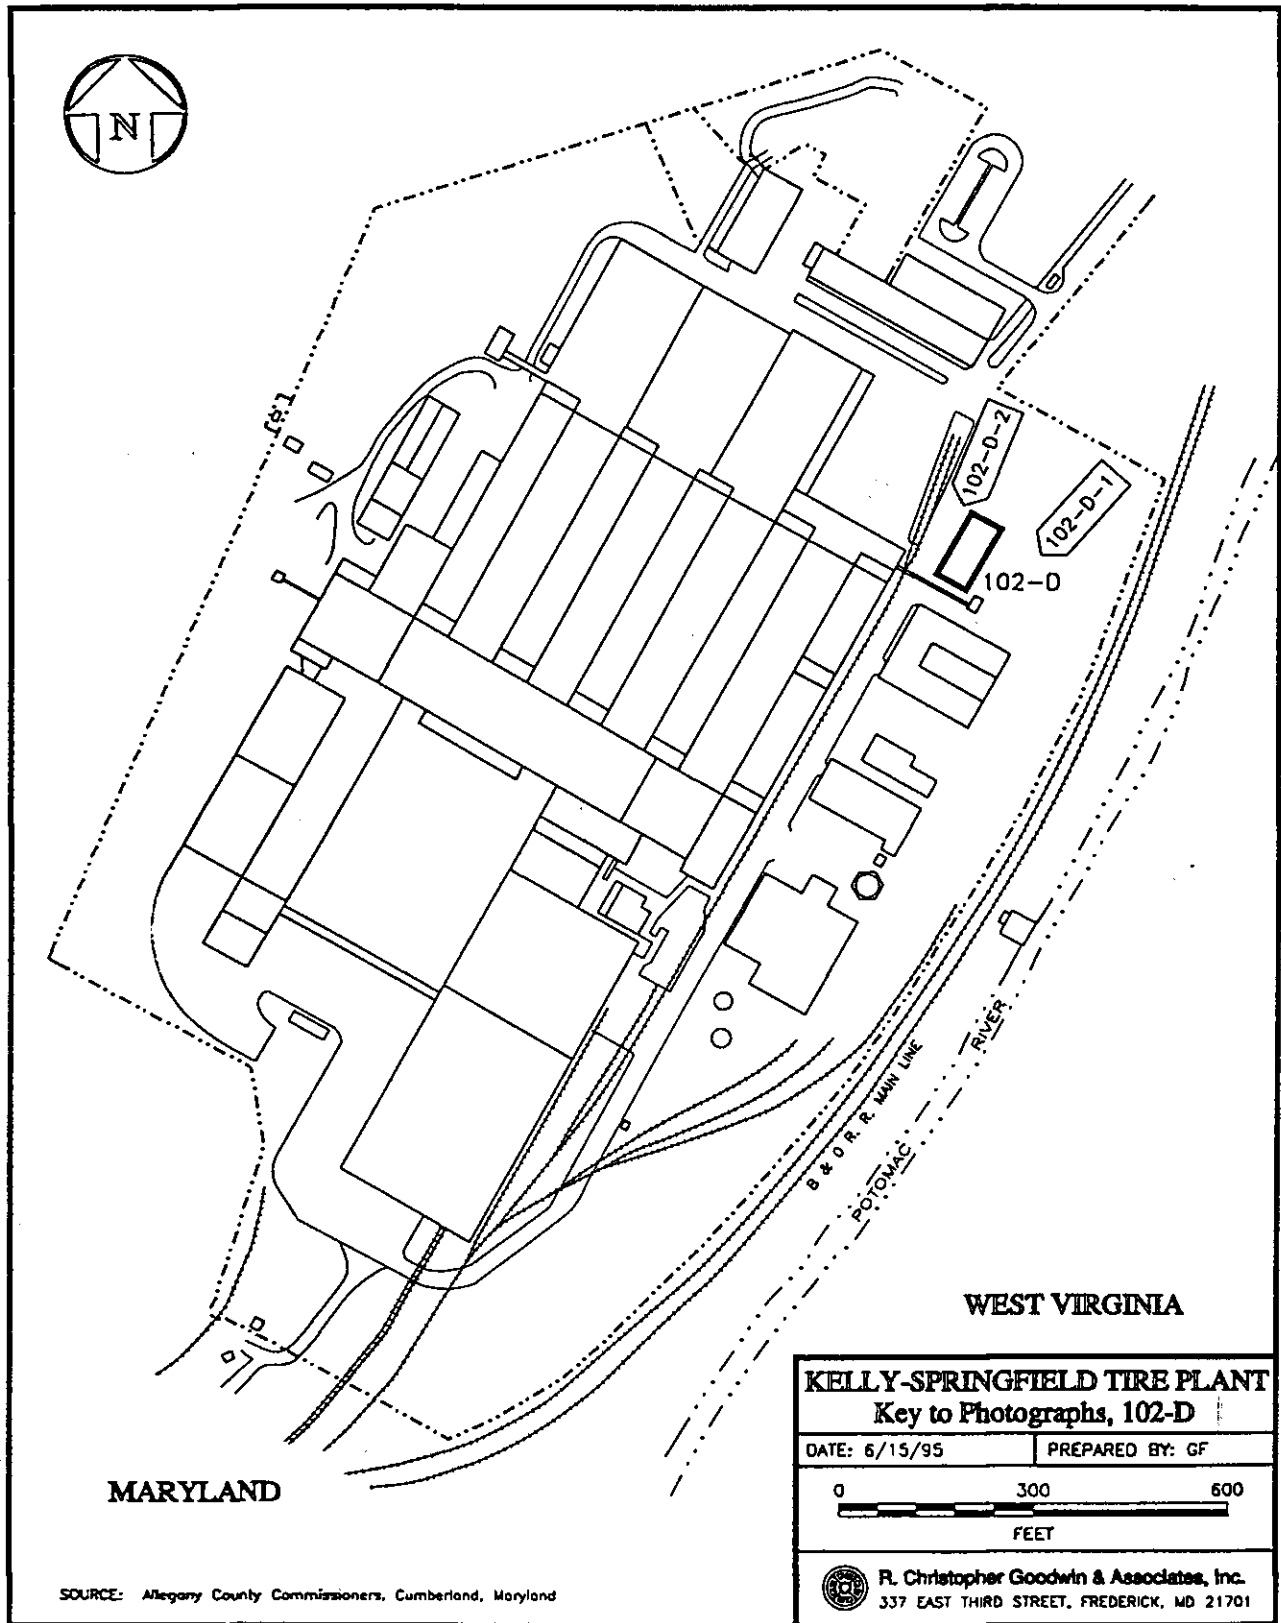 N
102-D-2
102-D-1
102-D
B & O R. R. MAIN LINE
POTOMAC RIVER
WEST VIRGINIA
MARYLAND
KELLY-SPRINGFIELD TIRE PLANT
Key to Photographs, 102-D
DATE: 6/15/95
PREPARED BY: GF
0 300 600
FEET
R. Christopher Goodwin & Associates, Inc.
337 EAST THIRD STREET, FREDERICK, MD 21701
SOURCE: Allegany County Commissioners, Cumberland, Maryland